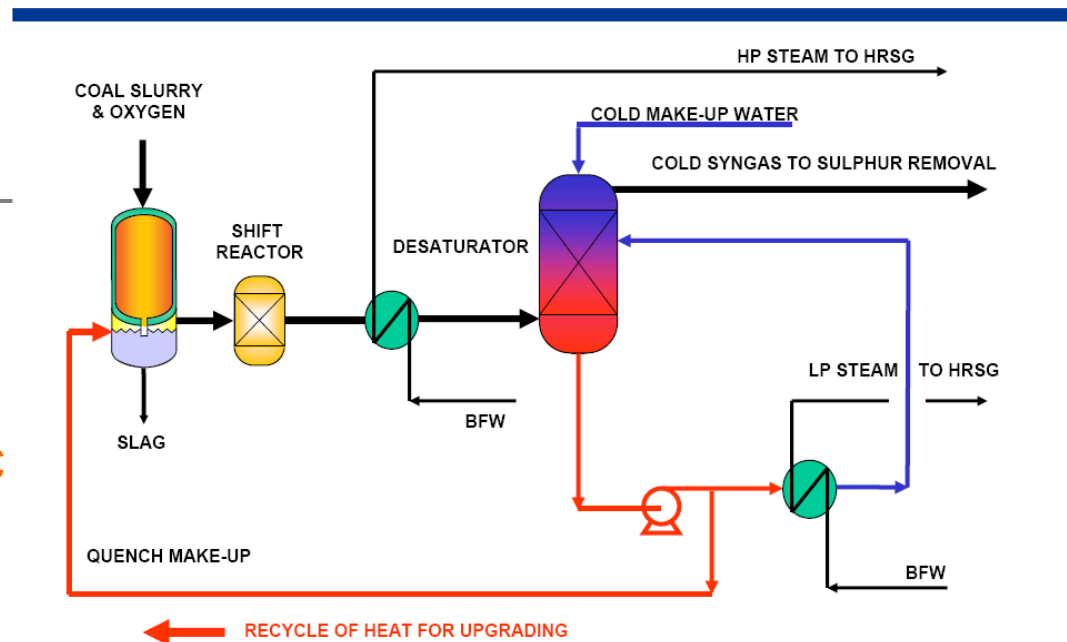 HP STEAM TO HRSG
COAL SLURRY
& OXYGEN
COLD MAKE-UP WATER
COLD SYNGAS TO SULPHUR REMOVAL
SHIFT
REACTOR
DESATURATOR
LP STEAM TO HRSG
BFW
SLAG
C
QUENCH MAKE-UP
BFW
RECYCLE OF HEAT FOR UPGRADING